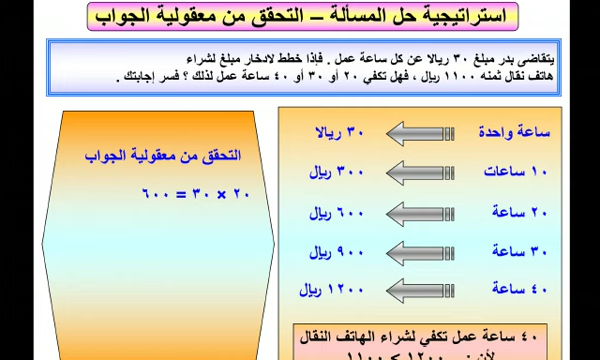 استراتيجية حل المسألة – التحقق من معقولية الجواب
يتقاضى بدر مبلغ ٣٠ ريالا عن كل ساعة عمل . فإذا خطط لادخار مبلغ لشراء
هاتف نقال ثمنه ١١٠٠ ريال ، فهل تكفي ٢٠ أو ٣٠ أو ٤٠ ساعة عمل لذلك ؟ فسر إجابتك .
ساعة واحدة ٣٠ ريالا
١٠ ساعات ٣٠٠ ريال
٢٠ ساعة ٦٠٠ ريال
٣٠ ساعة ٩٠٠ ريال
٤٠ ساعة ١٢٠٠ ريال
٤٠ ساعة عمل تكفي لشراء الهاتف النقال
لأن : ١٢٠٠ > ١١٠٠
التحقق من معقولية الجواب
٢٠ × ٣٠ = ٦٠٠